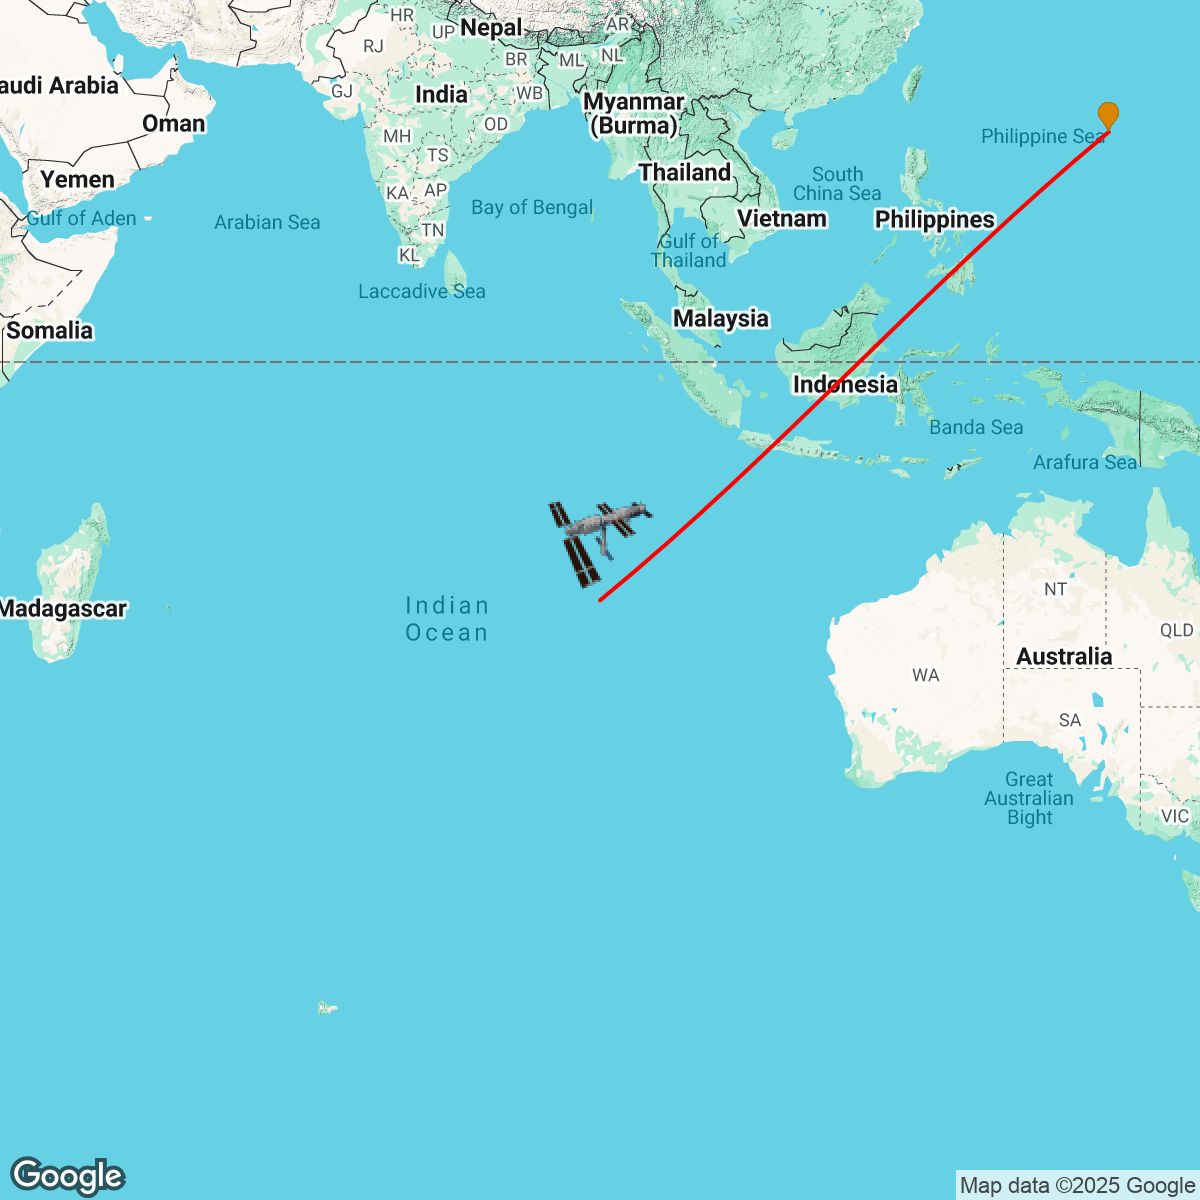 HR
AR
Nepal
UP
RJ
BR
ML
NL
audi Arabia
GJ
India
WB
Myanmar
(Burma)
Oman
OD
MH
Philippine Sea
TS
Thailand
Yemen
KA
AP
South
China Sea
Gulf of Aden
Arabian Sea
Bay of Bengal
Vietnam
Philippines
TN
KL
Gulf of
Thailand
Laccadive Sea
Somalia
Malaysia
Indonesia
Banda Sea
Arafura Sea
Madagascar
Indian
Ocean
NT
QLD
Australia
WA
SA
Great
Australian
Bight
VIC
Google
Map data ©2025 Google